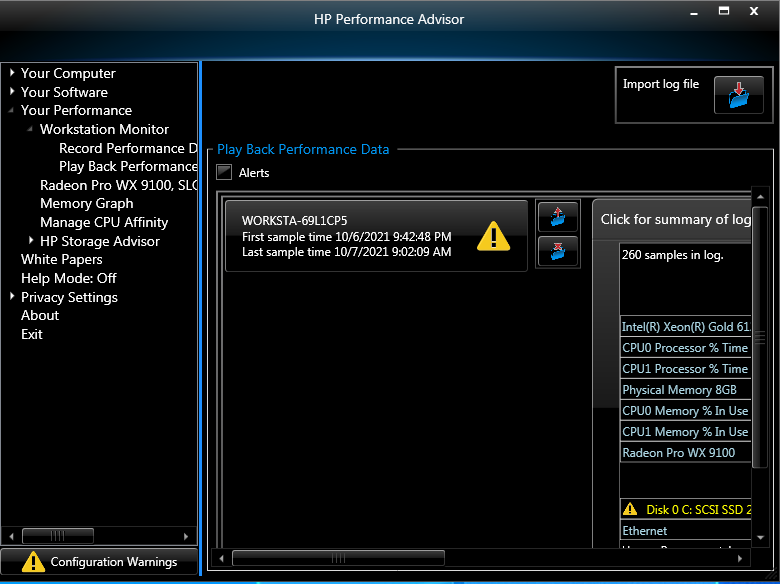 HP Performance Advisor
Your Computer
Your Software
Your Performance
Workstation Monitor
Record Performance D
Play Back Performance
Radeon Pro WX 9100, SLO
Memory Graph
Manage CPU Affinity
HP Storage Advisor
White Papers
Help Mode: Off
Privacy Settings
About
Exit
Configuration Warnings
Import log file
Play Back Performance Data
Alerts
WORKSTA-69L1CP5
First sample time 10/6/2021 9:42:48 PM
Last sample time 10/7/2021 9:02:09 AM
Click for summary of log
260 samples in log.
Intel(R) Xeon(R) Gold 61
CPU0 Processor % Time
CPU1 Processor % Time
Physical Memory 8GB
CPU0 Memory % In Use
CPU1 Memory % In Use
Radeon Pro WX 9100
Disk 0 C: SCSI SSD 2
Ethernet